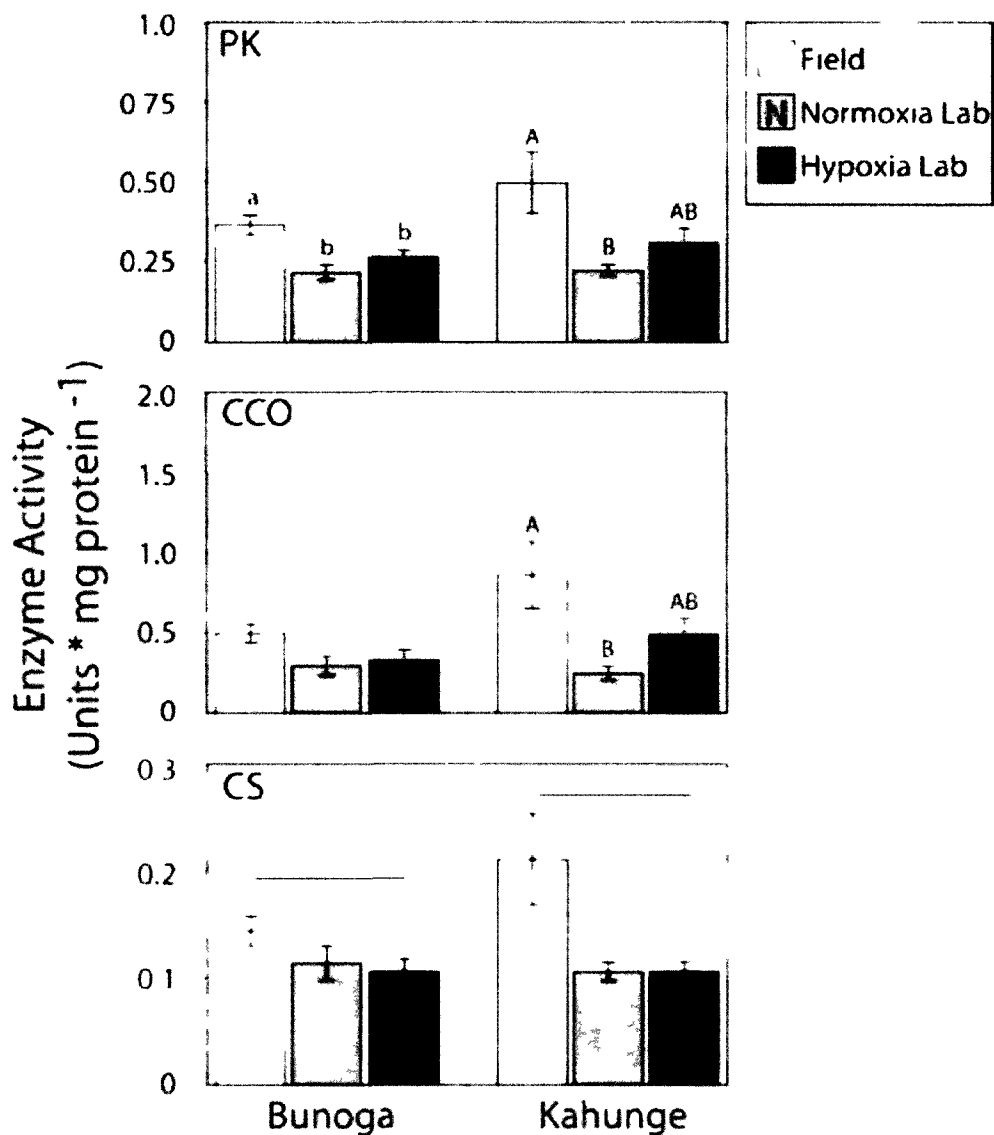 PK
1.0
0 75
0.50
0.25
0
a
b
b
A
B
AB
Field
N Normoxia Lab
Hypoxia Lab
Enzyme Activity
(Units * mg protein -1)
CCO
2.0
1.5
1.0
0.5
0
A
B
AB
CS
0 3
0.2
0 1
0
Bunoga
Kahunge